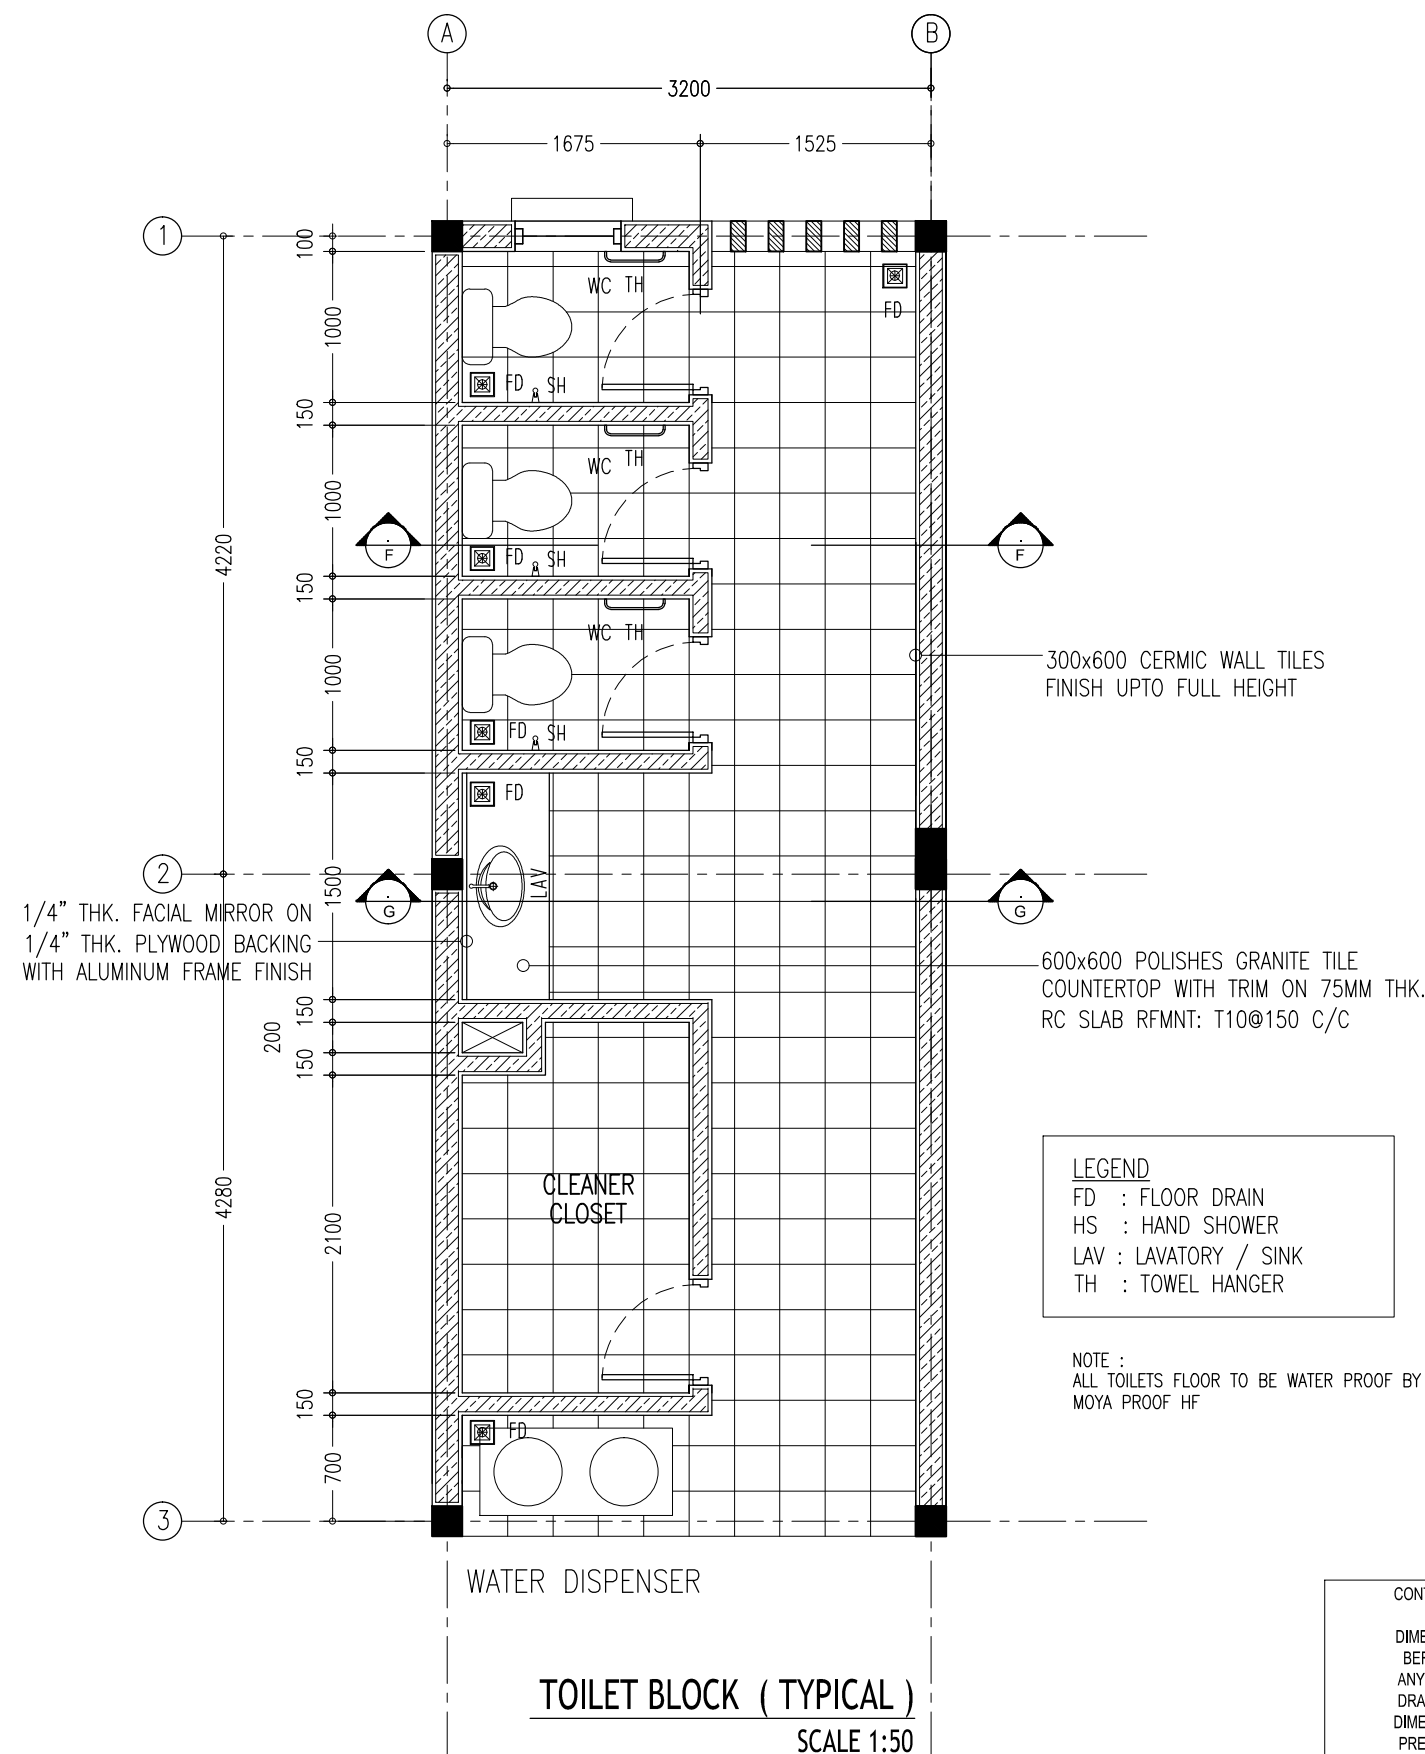 A
B
3200
1675
1525
1
100
1000
150
1000
150
1000
150
1500
150
200
150
2100
150
700
4220
4280
WC TH
FD
FD SH
WC TH
FD SH
F
F
WC TH
FD SH
300x600 CERMIC WALL TILES
FINISH UPTO FULL HEIGHT
FD
2
LAV
G
G
1/4" THK. FACIAL MIRROR ON
1/4" THK. PLYWOOD BACKING
WITH ALUMINUM FRAME FINISH
600x600 POLISHES GRANITE TILE
COUNTERTOP WITH TRIM ON 75MM THK.
RC SLAB RFMNT: T10@150 C/C
CLEANER
CLOSET
LEGEND
FD : FLOOR DRAIN
HS : HAND SHOWER
LAV : LAVATORY / SINK
TH : TOWEL HANGER
NOTE :
ALL TOILETS FLOOR TO BE WATER PROOF BY
MOYA PROOF HF
FD
3
WATER DISPENSER
TOILET BLOCK ( TYPICAL )
SCALE 1:50
ANY